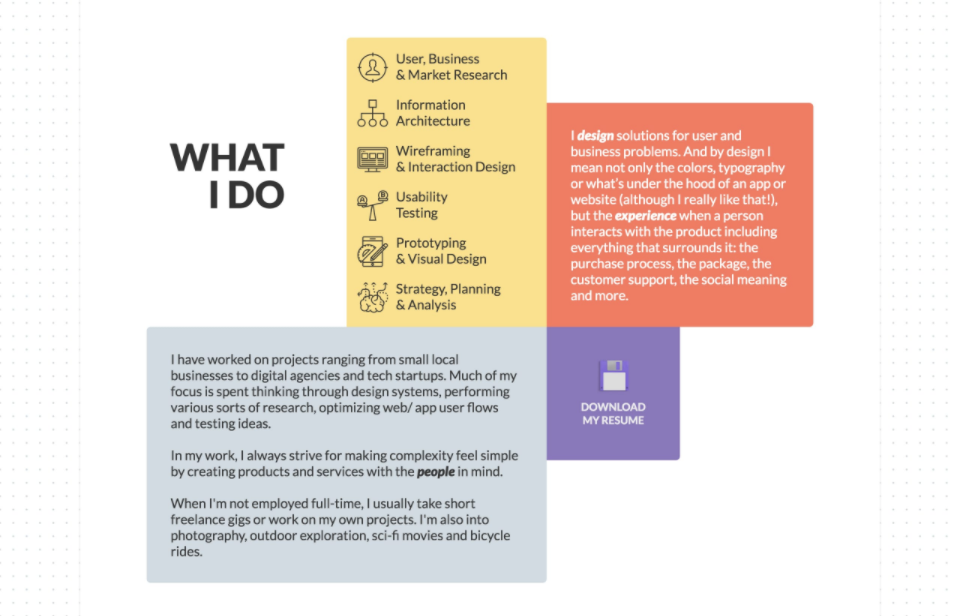 WHAT
I DO
User, Business
& Market Research
Information
Architecture
Wireframing
& Interaction Design
Usability
Testing
A
B
Prototyping
& Visual Design
Strategy, Planning
& Analysis
I design solutions for user and
business problems. And by design I
mean not only the colors, typography
or what's under the hood of an app or
website (although I really like that!),
but the experience when a person
interacts with the product including
everything that surrounds it: the
purchase process, the package, the
customer support, the social meaning
and more.
I have worked on projects ranging from small local
businesses to digital agencies and tech startups. Much of my
focus is spent thinking through design systems, performing
various sorts of research, optimizing web/ app user flows
and testing ideas.
In my work, I always strive for making complexity feel simple
by creating products and services with the people in mind.
When I'm not employed full-time, I usually take short
freelance gigs or work on my own projects. I'm also into
photography, outdoor exploration, sci-fi movies and bicycle
rides.
DOWNLOAD
MY RESUME